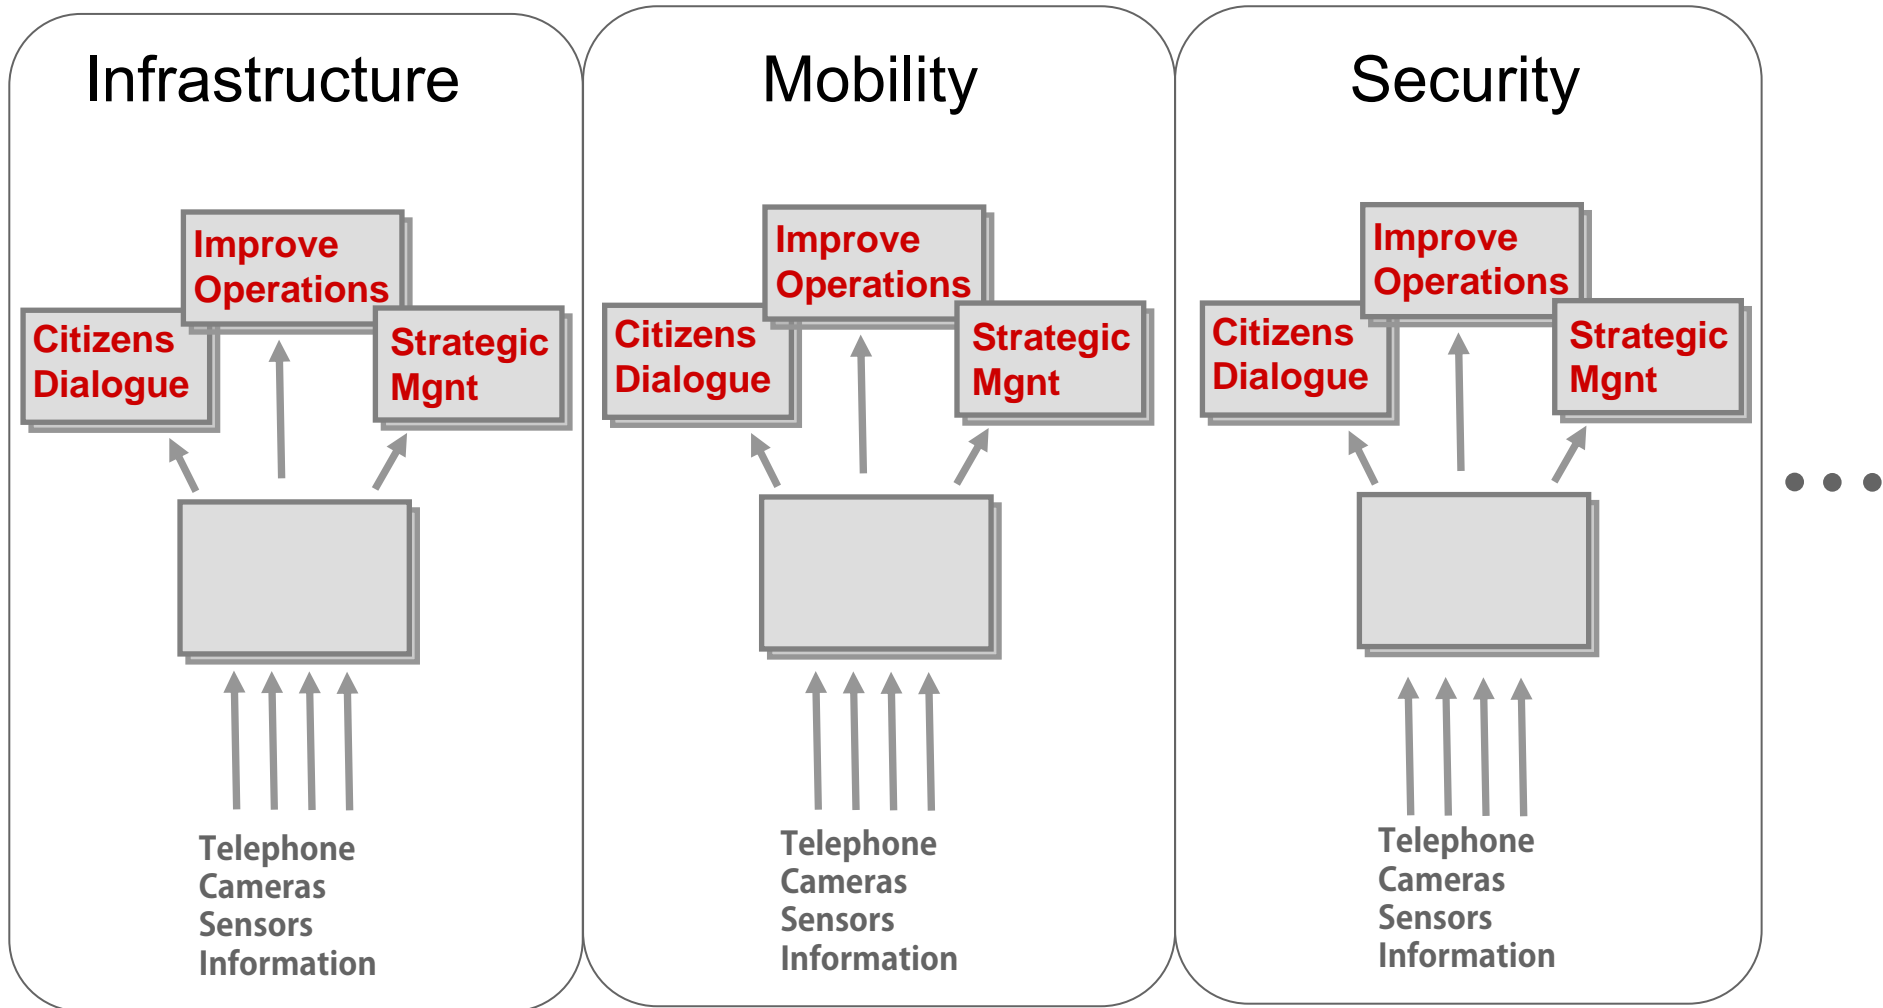 Infrastructure
Improve
Operations
Citizens
Dialogue
Strategic
Mgnt
Telephone
Cameras
Sensors
Information
Mobility
Improve
Operations
Citizens
Dialogue
Strategic
Mgnt
Telephone
Cameras
Sensors
Information
Security
Improve
Operations
Citizens
Dialogue
Strategic
Mgnt
Telephone
Cameras
Sensors
Information